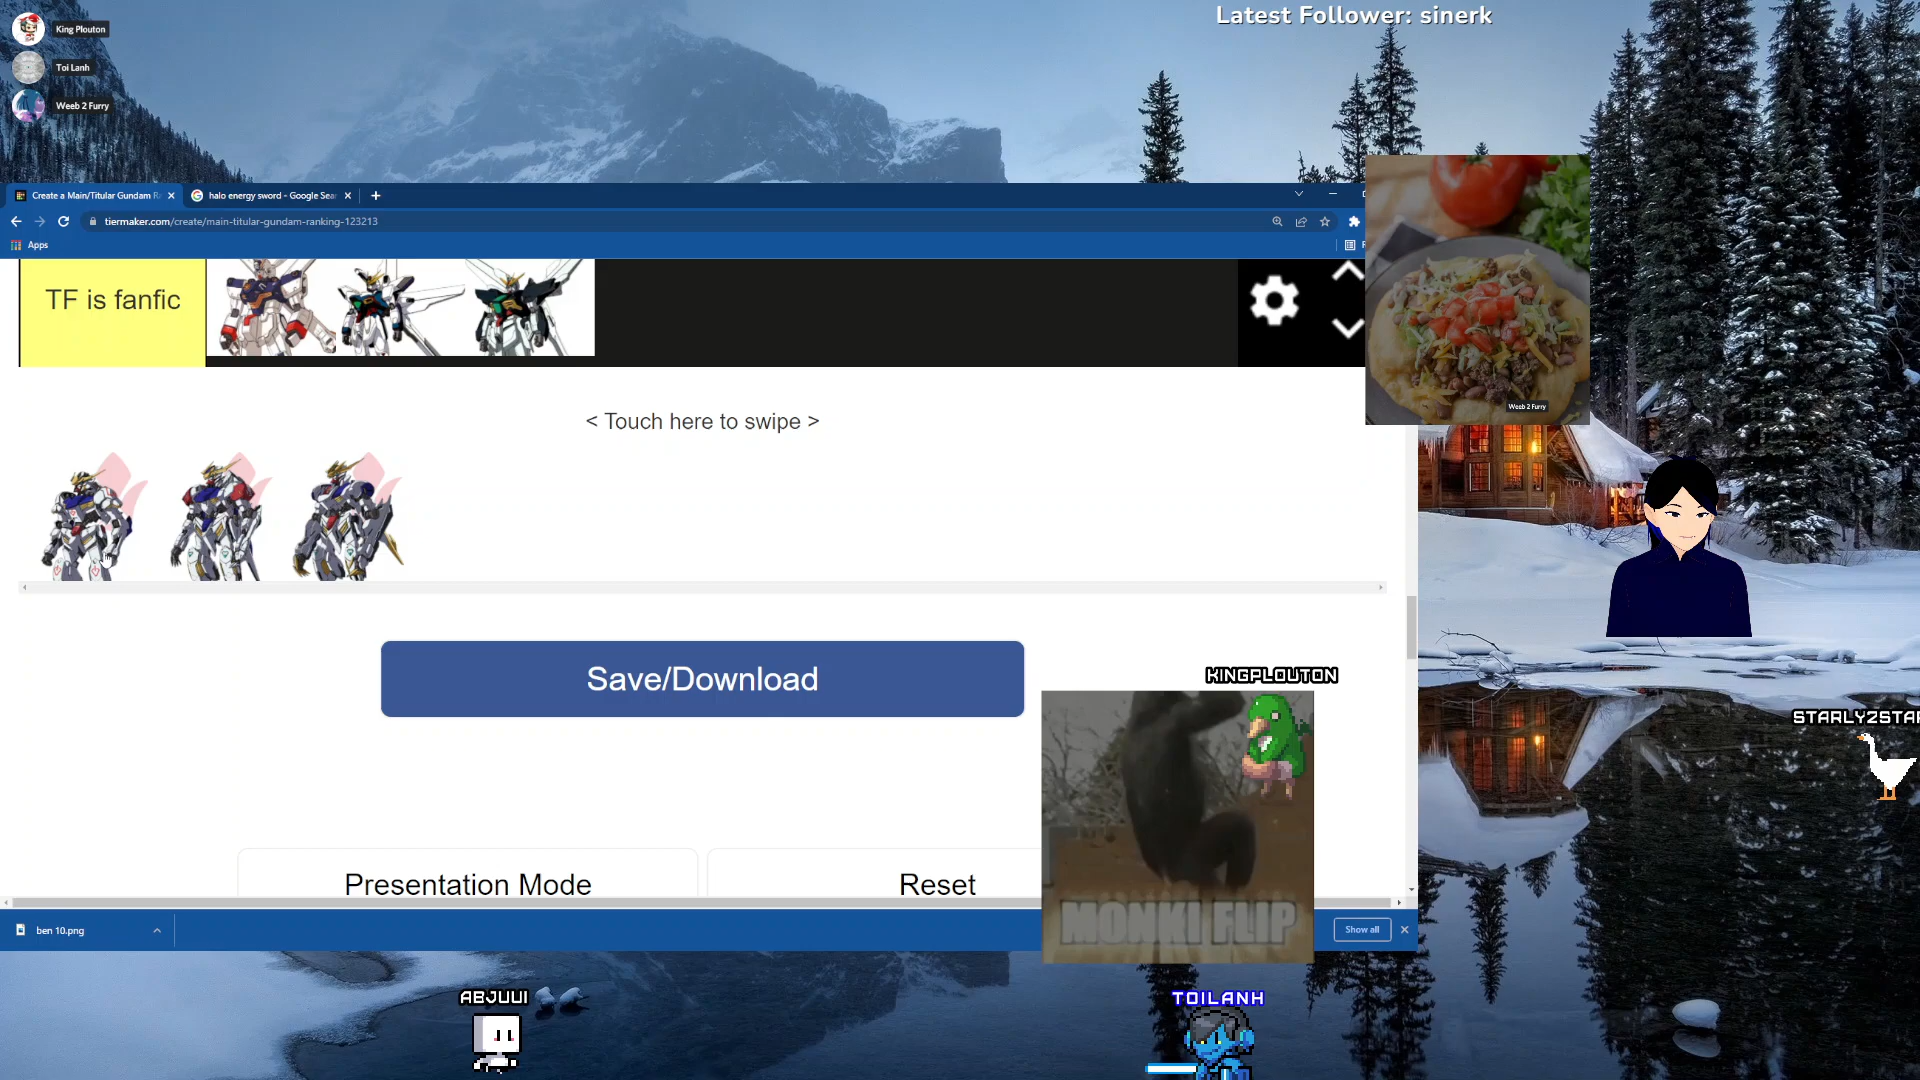 Latest Follower: sinerk
King Plouton
Toi Lanh
Weeb 2 Furry
Create a Main/Titular Gundam R
halo energy sword - Google Sear
tiermaker.com/create/main-titular-gundam-ranking-123213
Apps
TF is fanfic
Weeb 2 Furry
< Touch here to swipe >
Save/Download
KINGPLOUTON
STARLYZSTAR
MONKI FLIP
Presentation Mode
Reset
ben 10.png
Show all
ABJUUI
TOILANH